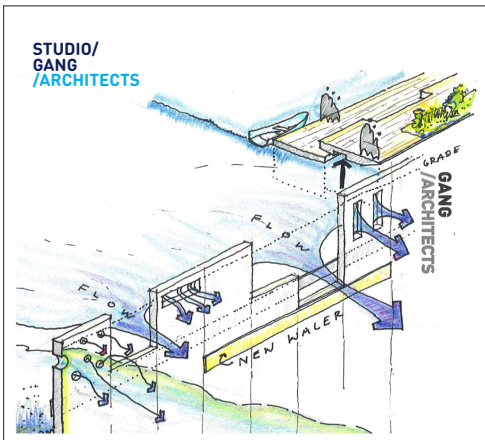 STUDIO/
GANG
/ARCHITECTS
GRADE
GANG
/ARCHITECTS
FLOW
FLOW
NEW WALER